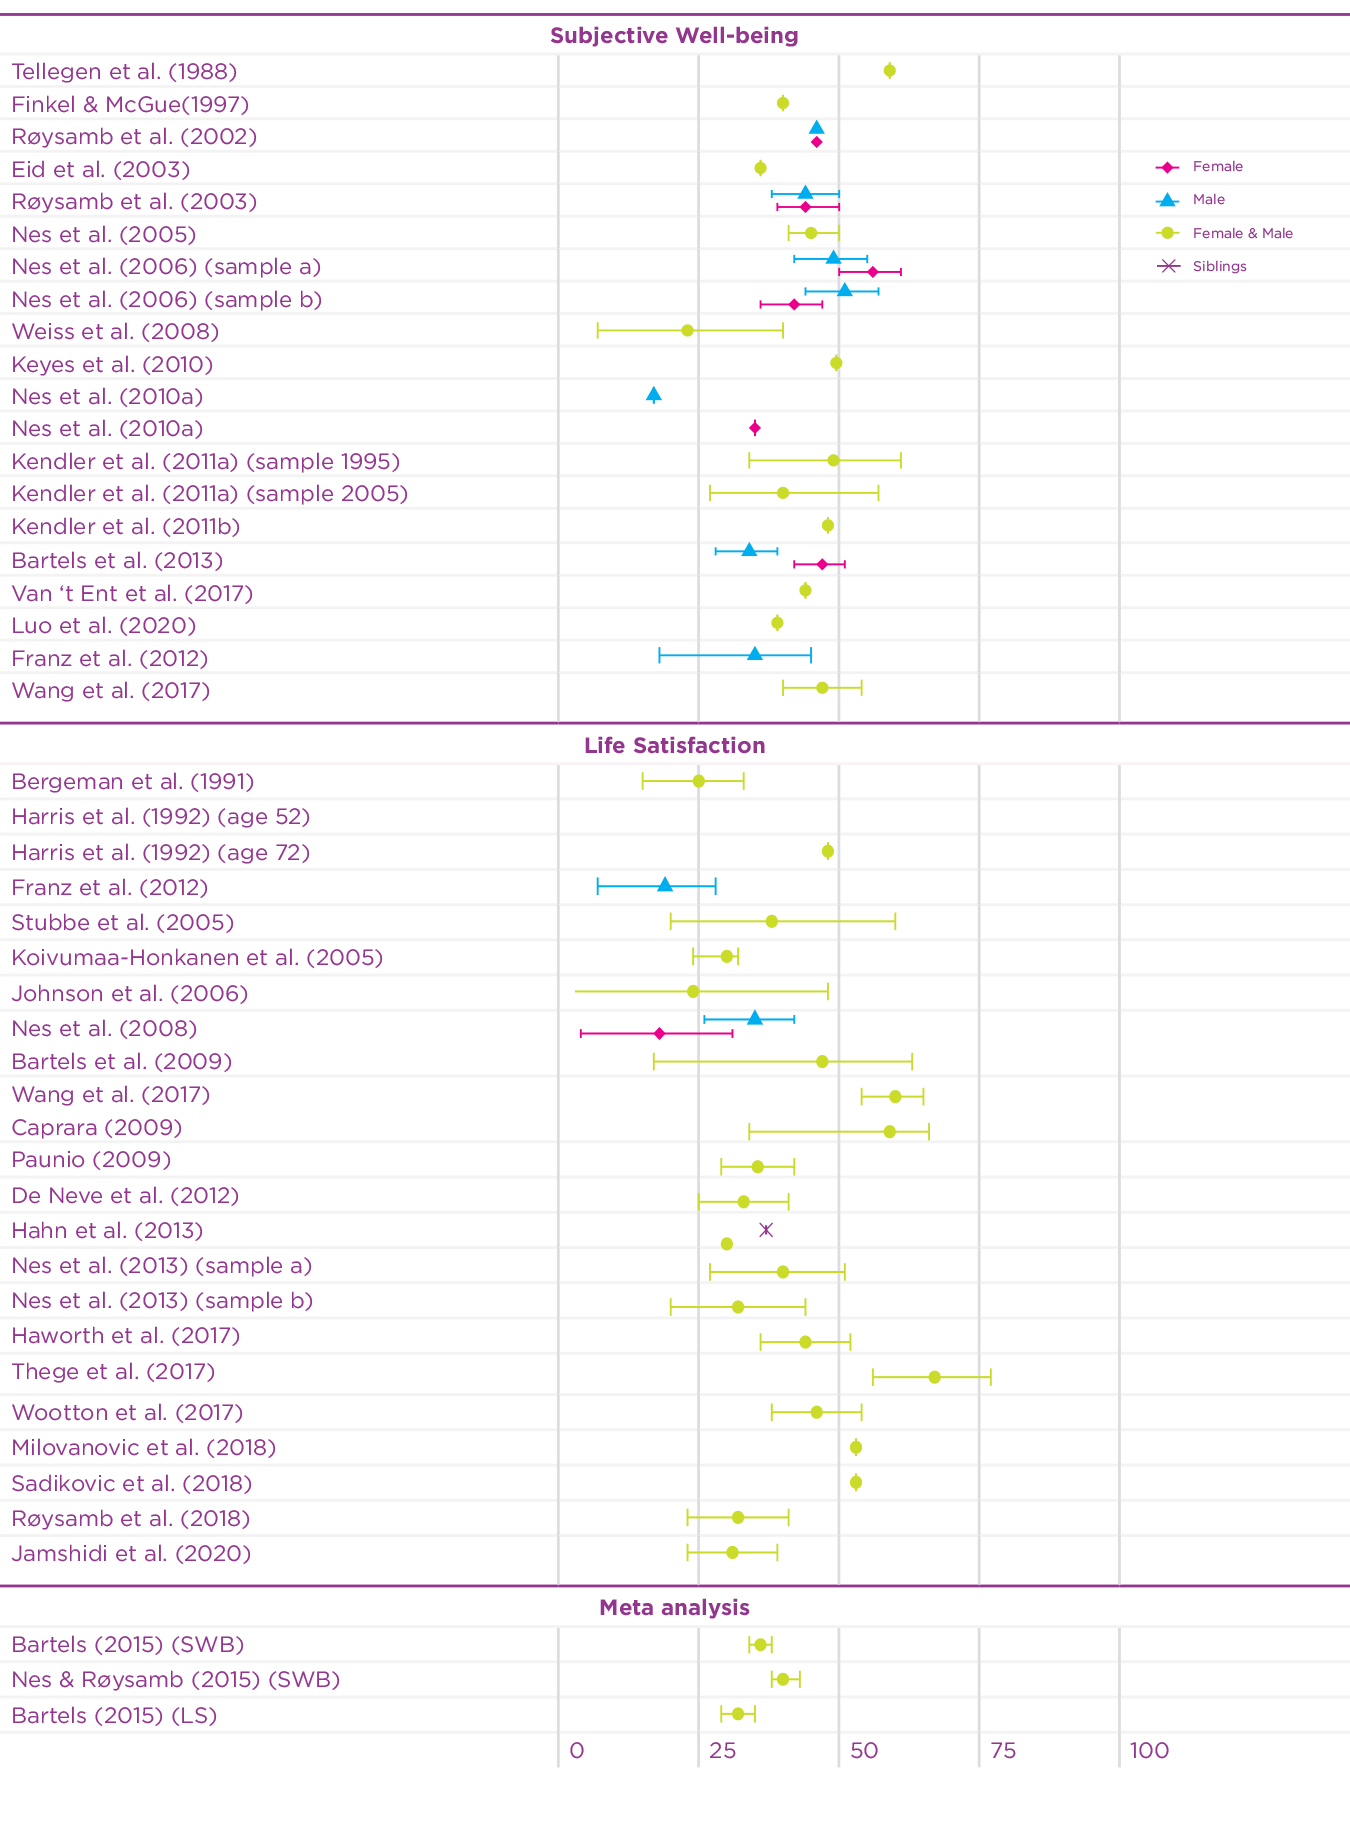 Subjective Well-being
Tellegen et al. (1988)
Finkel & McGue(1997)
Røysamb et al. (2002)
Eid et al. (2003)
Female
Røysamb et al. (2003)
Male
Nes et al. (2005)
Female & Male
Nes et al. (2006) (sample a)
Siblings
Nes et al. (2006) (sample b)
Weiss et al. (2008)
Keyes et al. (2010)
Nes et al. (2010a)
Nes et al. (2010a)
Kendler et al. (2011a) (sample 1995)
Kendler et al. (2011a) (sample 2005)
Kendler et al. (2011b)
Bartels et al. (2013)
Van ‘t Ent et al. (2017)
Luo et al. (2020)
Franz et al. (2012)
Wang et al. (2017)
Life Satisfaction
Bergeman et al. (1991)
Harris et al. (1992) (age 52)
Harris et al. (1992) (age 72)
Franz et al. (2012)
Stubbe et al. (2005)
Koivumaa-Honkanen et al. (2005)
Johnson et al. (2006)
Nes et al. (2008)
Bartels et al. (2009)
Wang et al. (2017)
Caprara (2009)
Paunio (2009)
De Neve et al. (2012)
Hahn et al. (2013)
Nes et al. (2013) (sample a)
Nes et al. (2013) (sample b)
Haworth et al. (2017)
Thege et al. (2017)
Wootton et al. (2017)
Milovanovic et al. (2018)
Sadikovic et al. (2018)
Røysamb et al. (2018)
Jamshidi et al. (2020)
Meta analysis
Bartels (2015) (SWB)
Nes & Røysamb (2015) (SWB)
Bartels (2015) (LS)
0 25 50 75 100